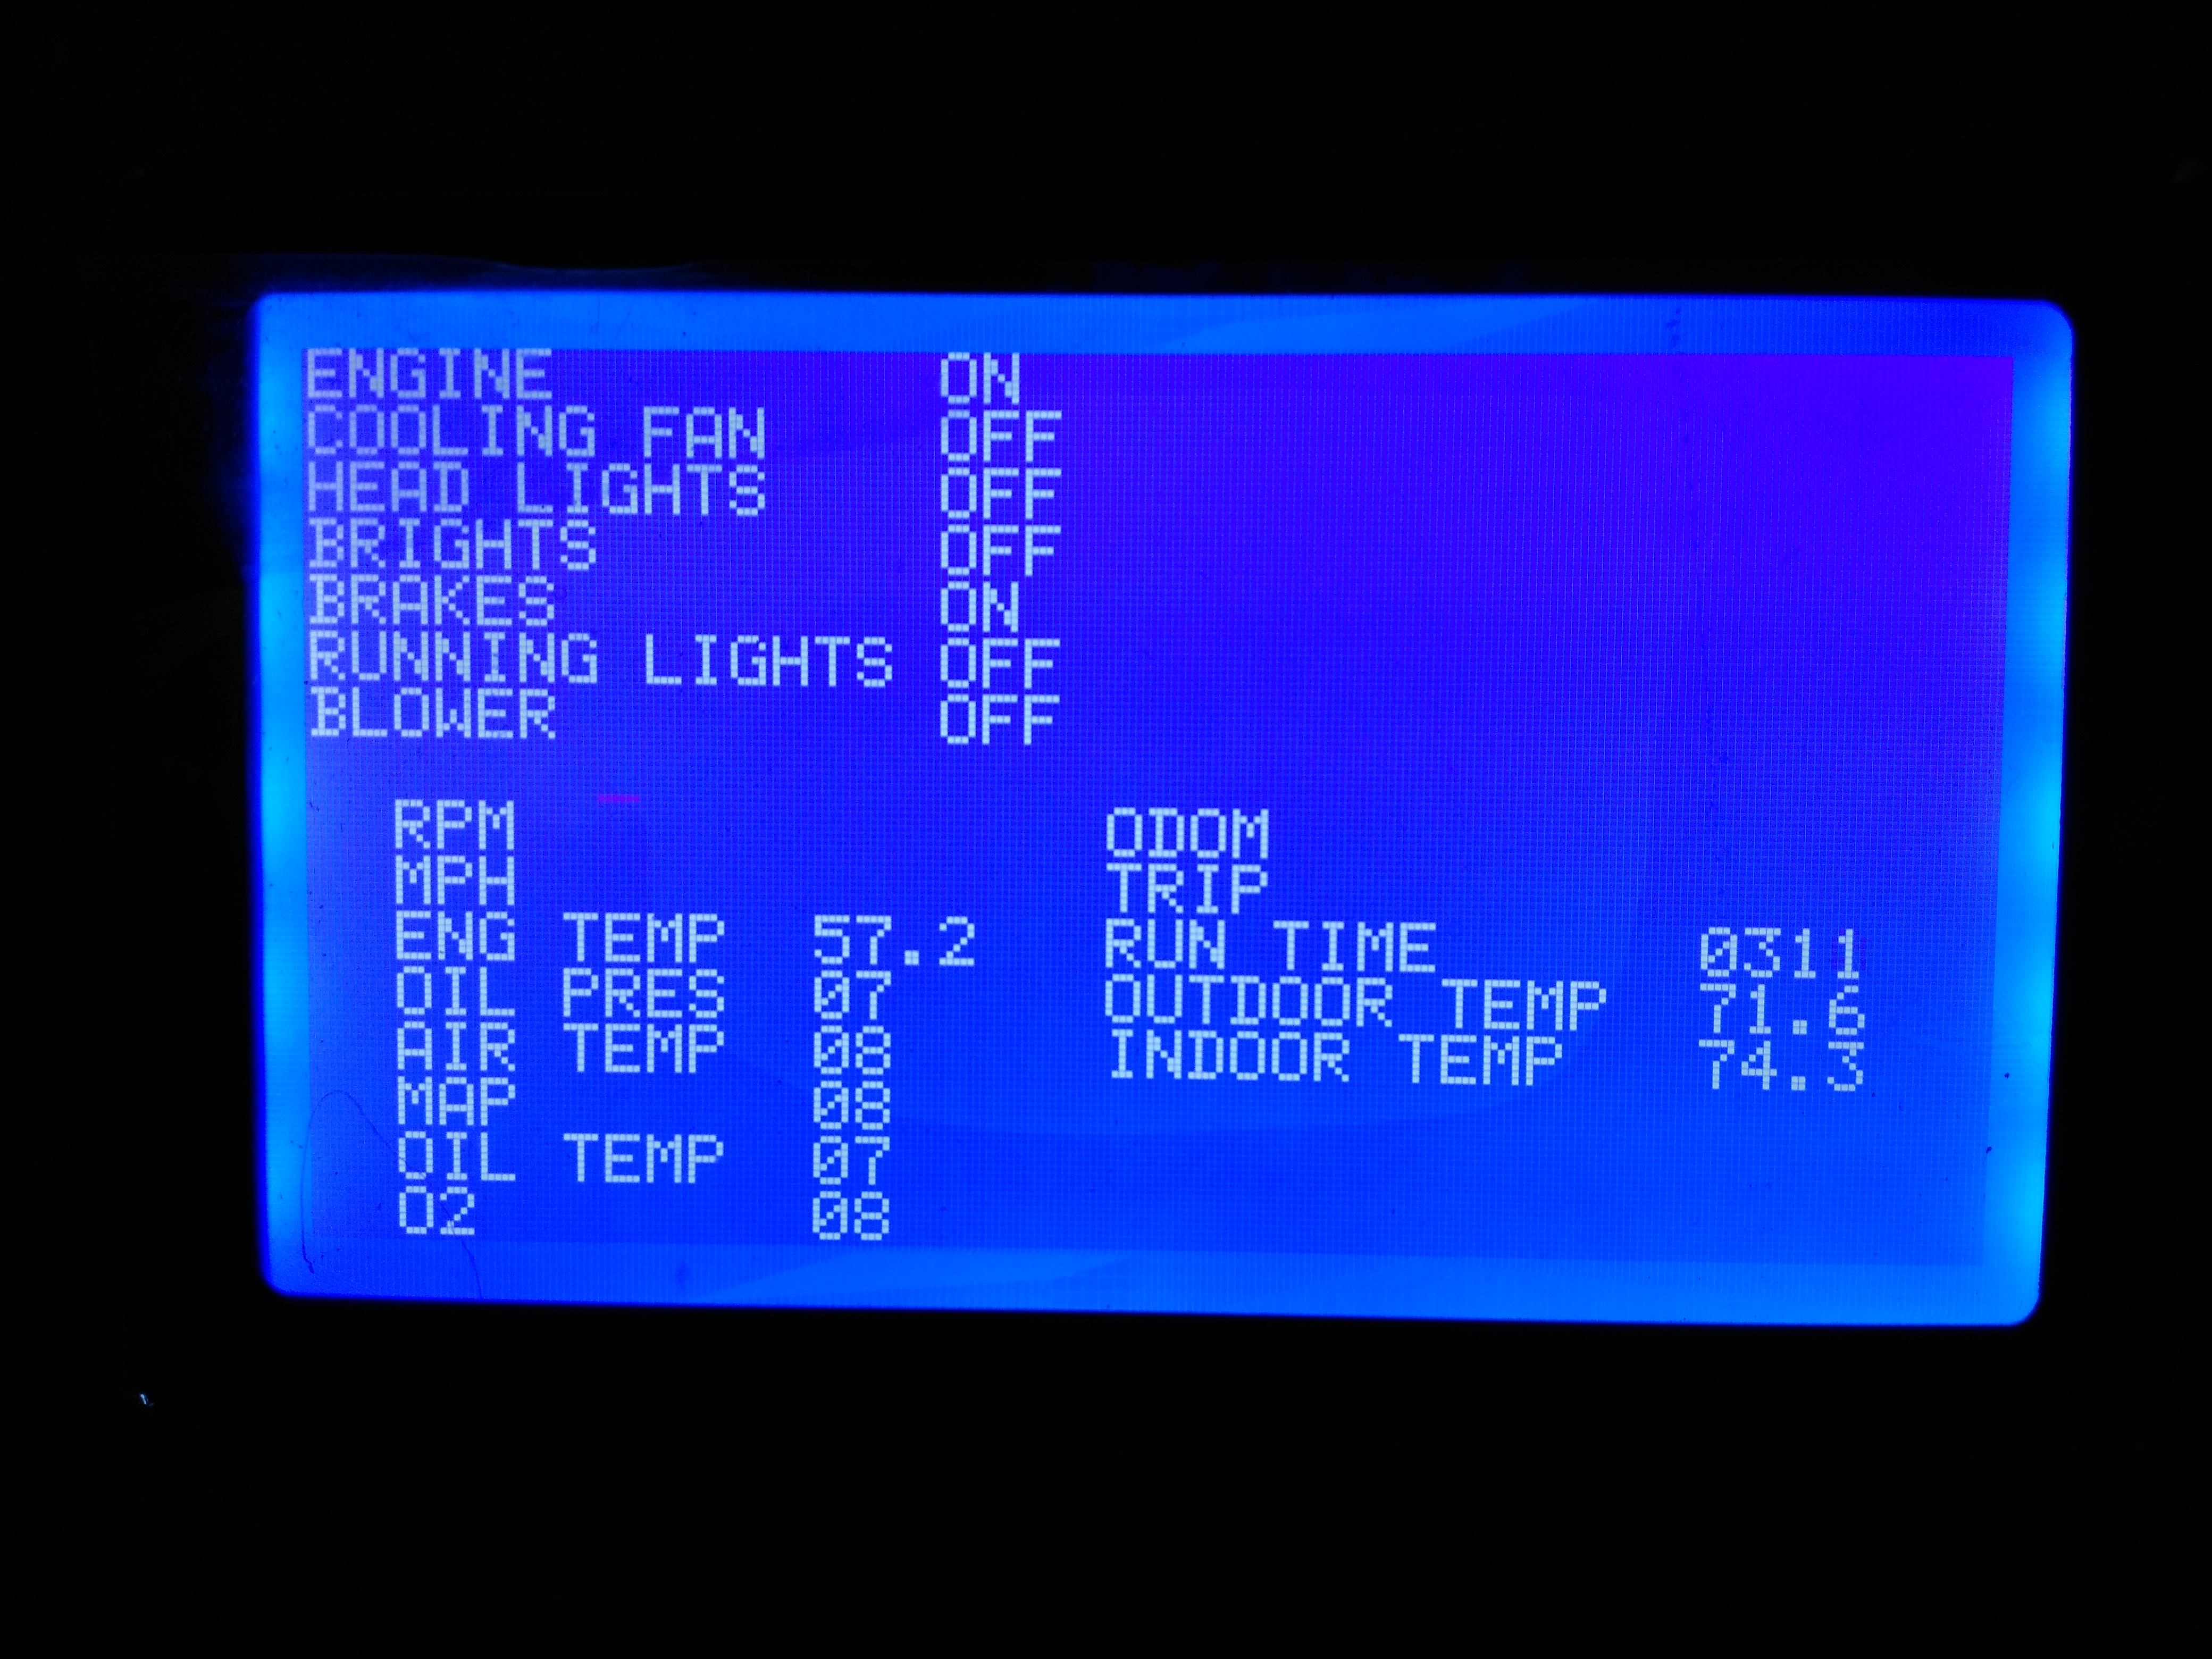 ENGINE ON
COOLING FAN OFF
HEAD LIGHTS OFF
BRIGHTS OFF
BRAKES ON
RUNNING LIGHTS OFF
BLOWER OFF
RPM ODOM
MPH TRIP
ENG TEMP 57.2 RUN TIME 0311
OIL PRES 07 OUTDOOR TEMP 71.6
AIR TEMP 08 INDOOR TEMP 74.3
MAP 08
OIL TEMP 07
O2 08